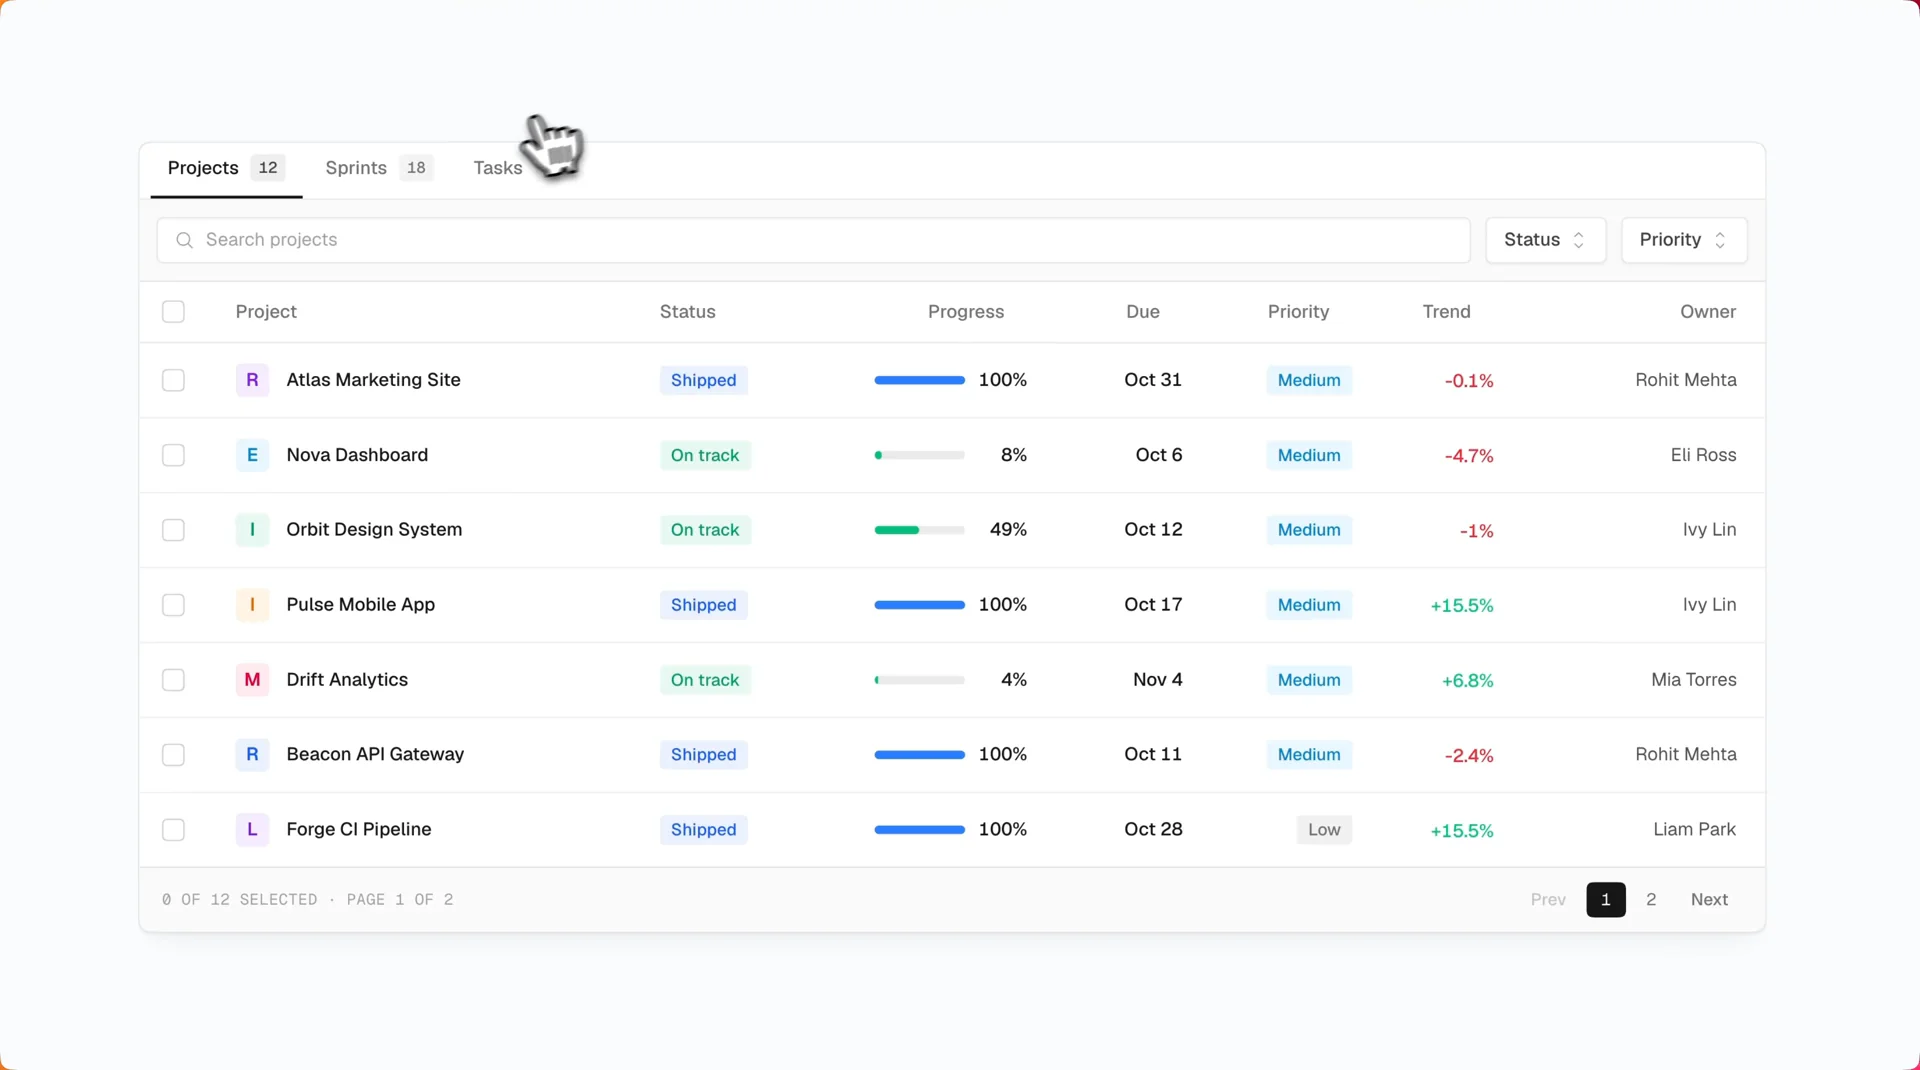 Projects 12 Sprints 18 Tasks
Search projects Status Priority
Project Status Progress Due Priority Trend Owner
R Atlas Marketing Site Shipped 100% Oct 31 Medium -0.1% Rohit Mehta
E Nova Dashboard On track 8% Oct 6 Medium -4.7% Eli Ross
I Orbit Design System On track 49% Oct 12 Medium -1% Ivy Lin
I Pulse Mobile App Shipped 100% Oct 17 Medium +15.5% Ivy Lin
M Drift Analytics On track 4% Nov 4 Medium +6.8% Mia Torres
R Beacon API Gateway Shipped 100% Oct 11 Medium -2.4% Rohit Mehta
L Forge CI Pipeline Shipped 100% Oct 28 Low +15.5% Liam Park
0 OF 12 SELECTED · PAGE 1 OF 2 Prev 1 2 Next